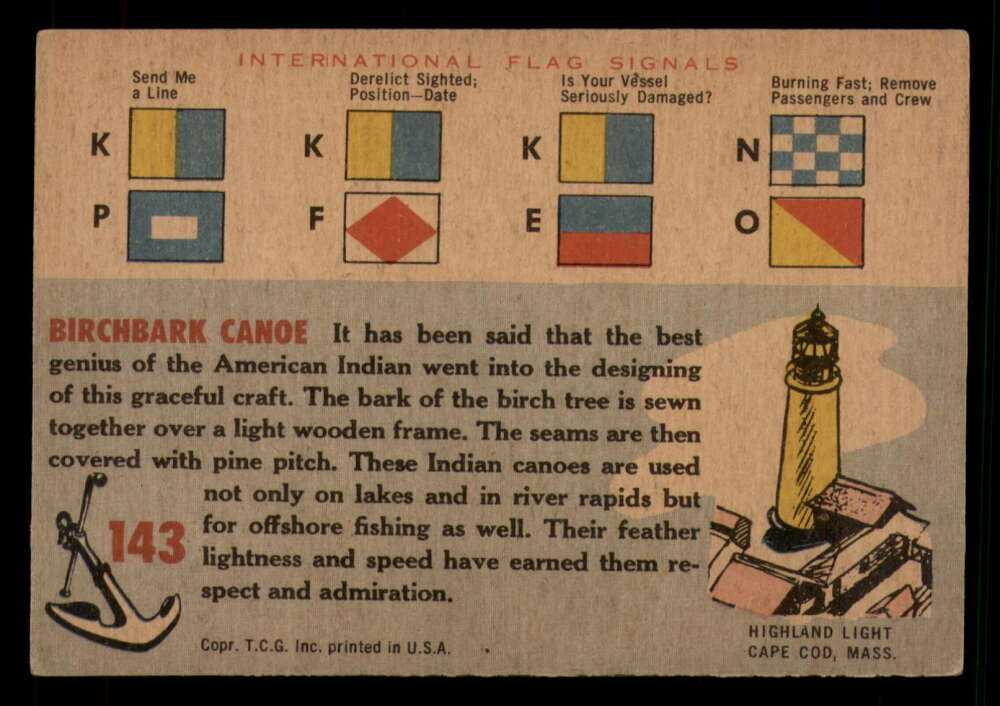 INTERNATIONAL FLAG SIGNALS
Send Me
a Line
K
P
Derelict Sighted;
Position—Date
K
F
Is Your Vessel
Seriously Damaged?
K
E
Burning Fast; Remove
Passengers and Crew
N
O
BIRCHBARK CANOE It has been said that the best
genius of the American Indian went into the designing
of this graceful craft. The bark of the birch tree is sewn
together over a light wooden frame. The seams are then
covered with pine pitch. These Indian canoes are used
not only on lakes and in river rapids but
for offshore fishing as well. Their feather
lightness and speed have earned them re-
spect and admiration.
143
Copr. T.C.G. Inc. printed in U.S.A.
HIGHLAND LIGHT
CAPE COD, MASS.